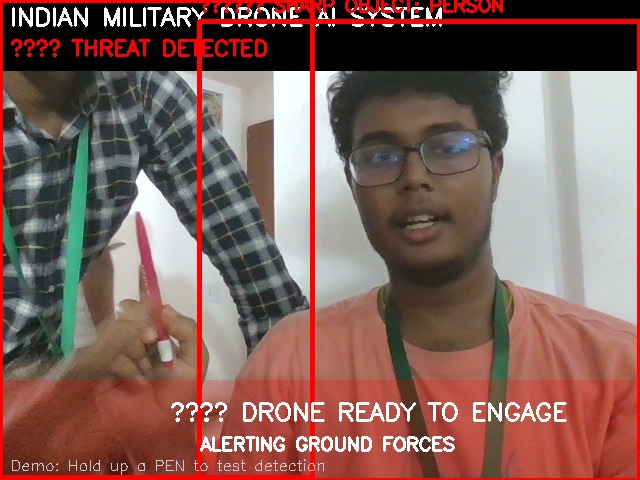 ?????? SHARP OBJECT: PERSON
INDIAN MILITARY DRONE AI SYSTEM
???? THREAT DETECTED
???? DRONE READY TO ENGAGE
ALERTING GROUND FORCES
Demo: Hold up a PEN to test detection